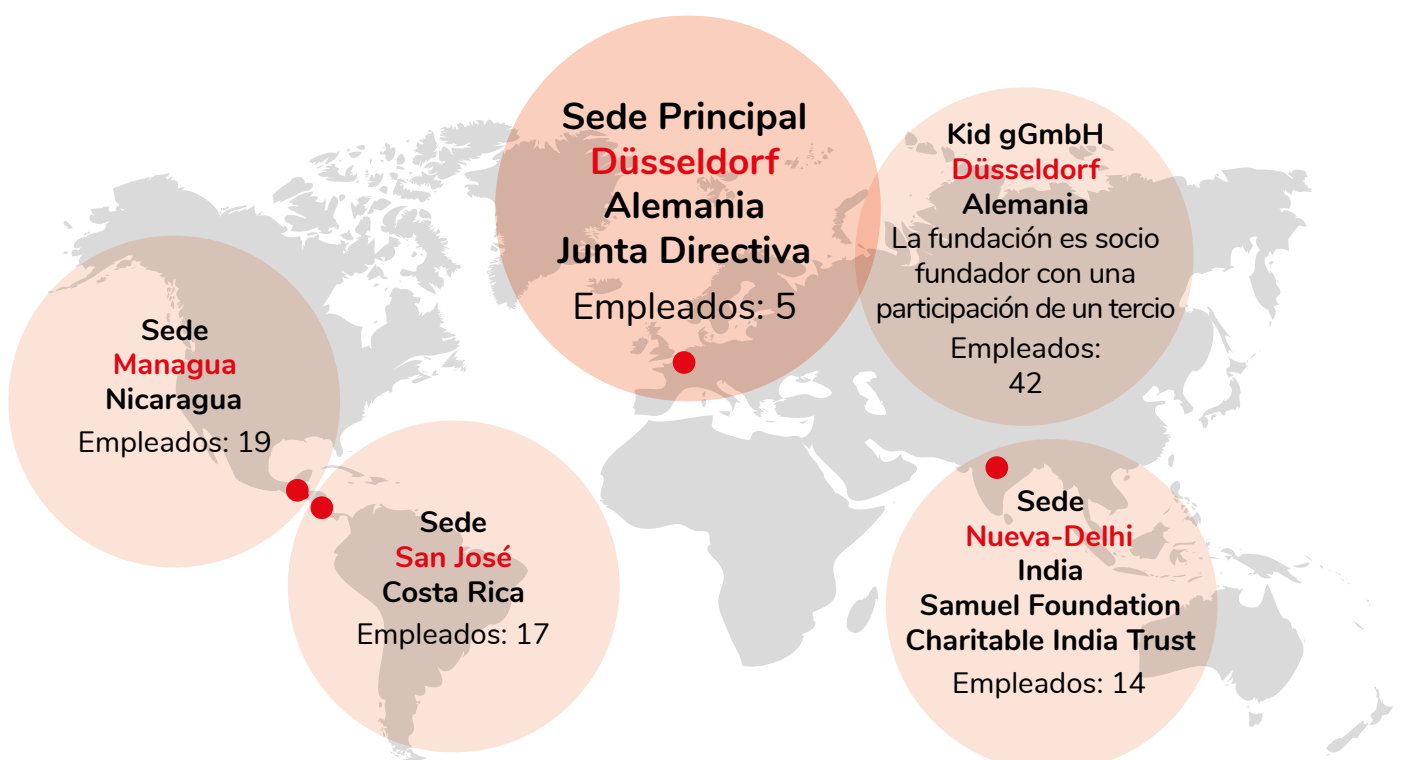 Sede Principal
Düsseldorf
Alemania
Junta Directiva
Empleados: 5
Kid gGmbH
Düsseldorf
Alemania
La fundación es socio
fundador con una
participación de un tercio
Empleados:
42
Sede
Managua
Nicaragua
Empleados: 19
Sede
San José
Costa Rica
Empleados: 17
Sede
Nueva-Delhi
India
Samuel Foundation
Charitable India Trust
Empleados: 14